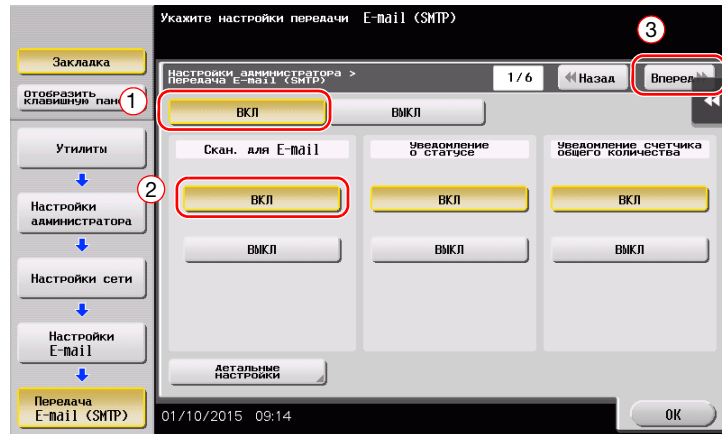 Укажите настройки передачи E-mail (SMTP)
3
Закладка
Отобразить
клавишную пан
1
Настройки администратора >
Передача E-mail (SMTP)
1/6
Назад
Вперед
ВКЛ
ВЫКЛ
Утилиты
Скан. для E-mail
Уведомление
о статусе
Уведомление счетчика
общего количества
2
ВКЛ
ВКЛ
ВКЛ
Настройки
администратора
ВЫКЛ
ВЫКЛ
ВЫКЛ
Настройки сети
Настройки
E-mail
Детальные
настройки
Передача
E-mail (SMTP)
01/10/2015 09:14
OK